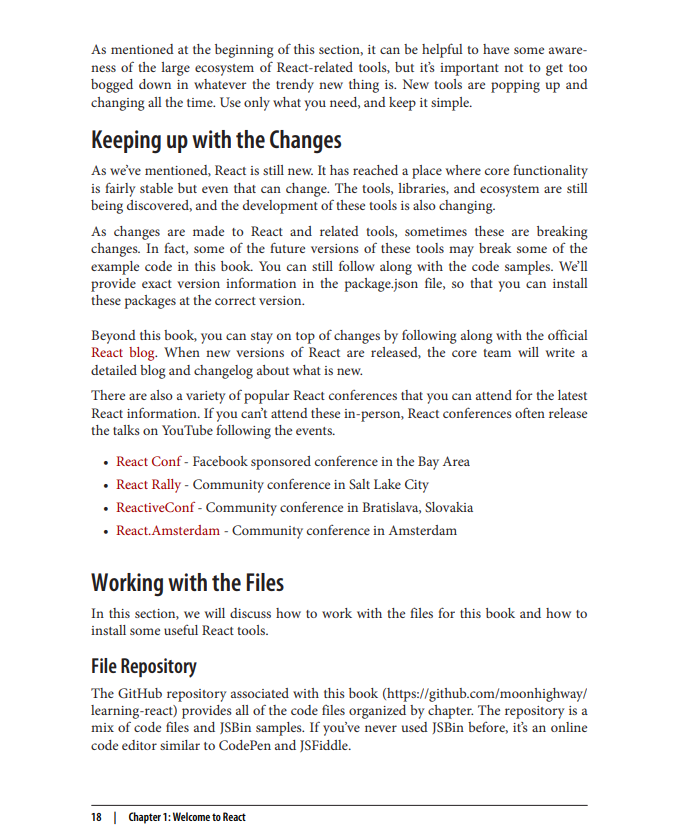 As mentioned at the beginning of this section, it can be helpful to have some aware-
ness of the large ecosystem of React-related tools, but it's important not to get too
bogged down in whatever the trendy new thing is. New tools are popping up and
changing all the time. Use only what you need, and keep it simple.
Keeping up with the Changes
As we've mentioned, React is still new. It has reached a place where core functionality
is fairly stable but even that can change. The tools, libraries, and ecosystem are still
being discovered, and the development of these tools is also changing.
As changes are made to React and related tools, sometimes these are breaking
changes. In fact, some of the future versions of these tools may break some of the
example code in this book. You can still follow along with the code samples. We'll
provide exact version information in the package.json file, so that you can install
these packages at the correct version.
Beyond this book, you can stay on top of changes by following along with the official
React blog. When new versions of React are released, the core team will write a
detailed blog and changelog about what is new.
There are also a variety of popular React conferences that you can attend for the latest
React information. If you can't attend these in-person, React conferences often release
the talks on YouTube following the events.
• React Conf - Facebook sponsored conference in the Bay Area
• React Rally - Community conference in Salt Lake City
• ReactiveConf - Community conference in Bratislava, Slovakia
• React.Amsterdam - Community conference in Amsterdam
Working with the Files
In this section, we will discuss how to work with the files for this book and how to
install some useful React tools.
File Repository
The GitHub repository associated with this book (https://github.com/moonhighway/
learning-react) provides all of the code files organized by chapter. The repository is a
mix of code files and JSBin samples. If you've never used JSBin before, it's an online
code editor similar to CodePen and JSFiddle.
18 | Chapter 1: Welcome to React